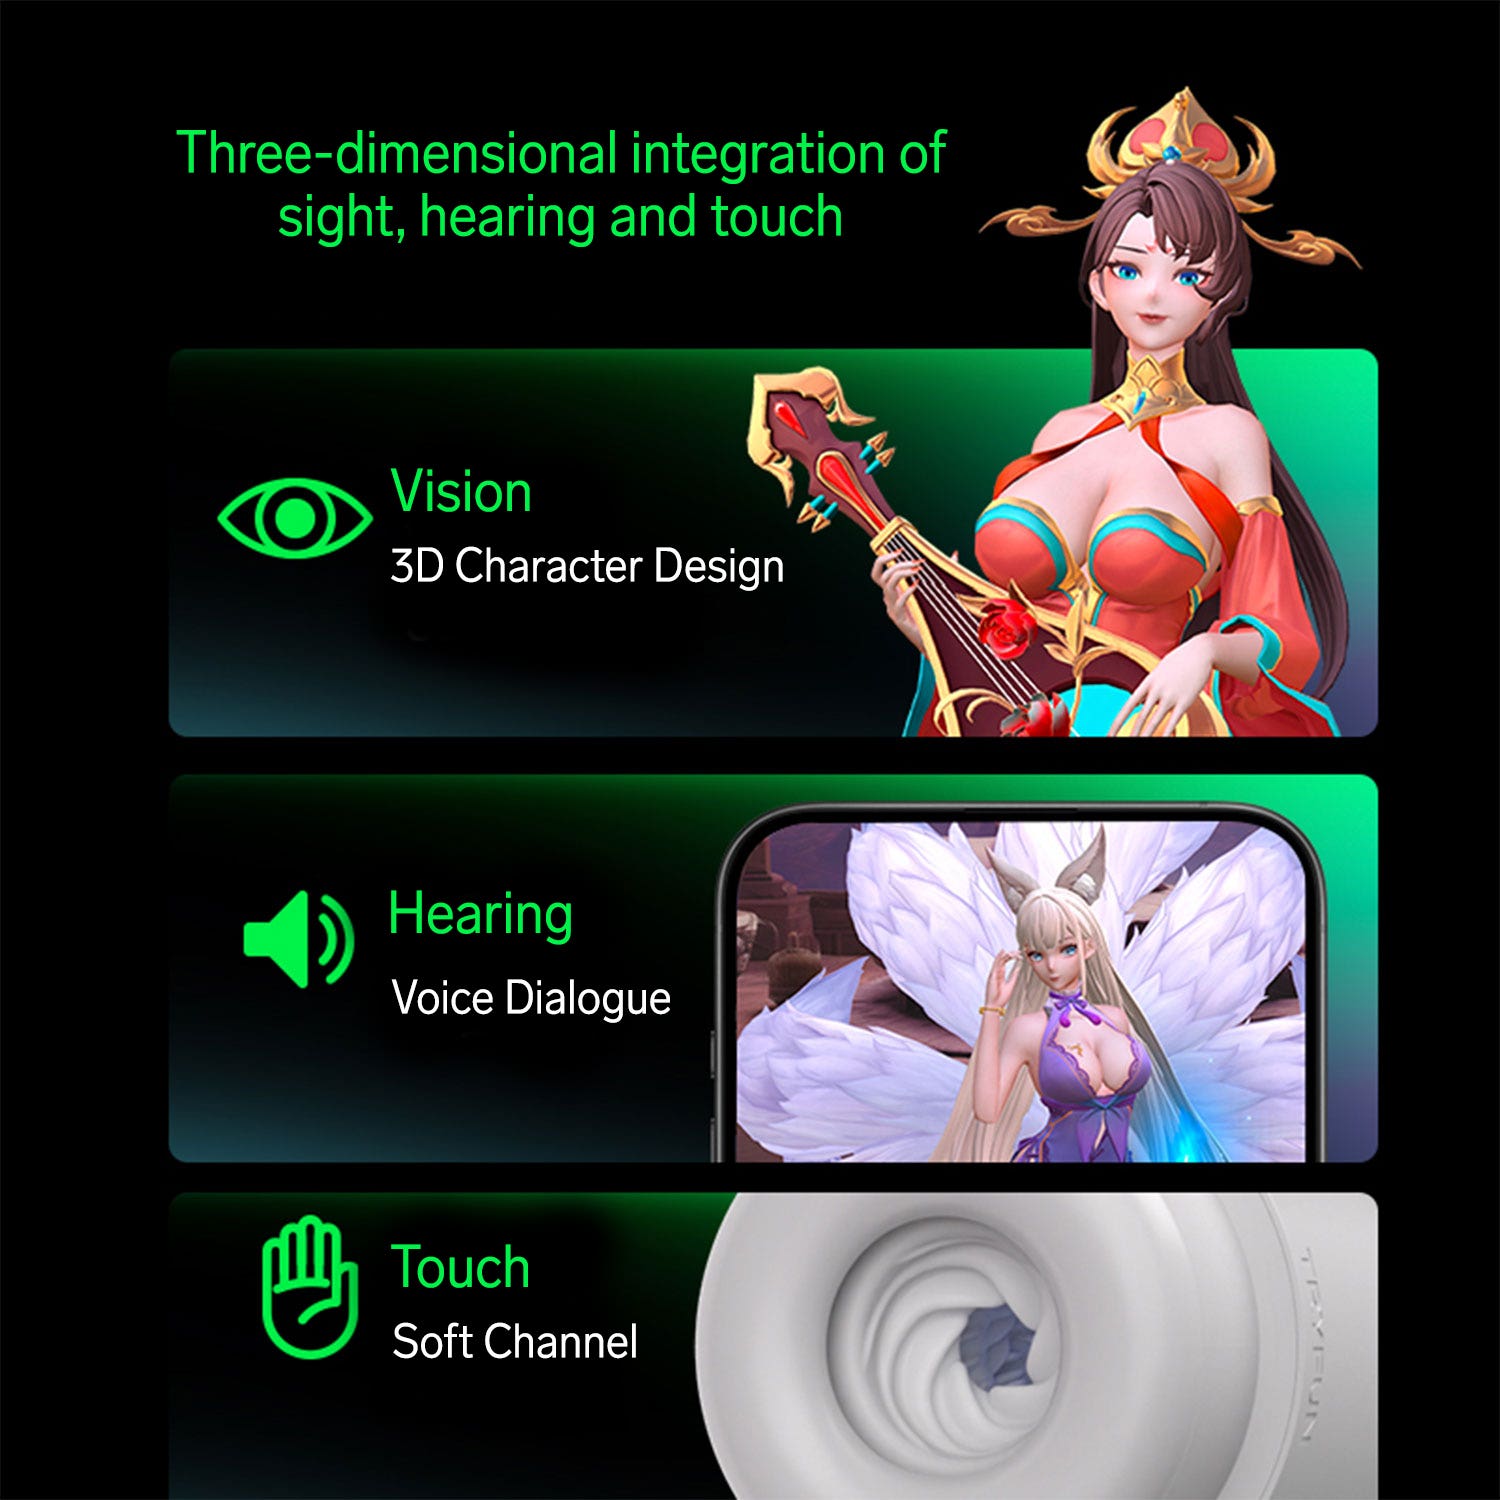 Three-dimensional integration of
sight, hearing and touch
Vision
3D Character Design
Hearing
Voice Dialogue
Touch
Soft Channel
TRYFUN